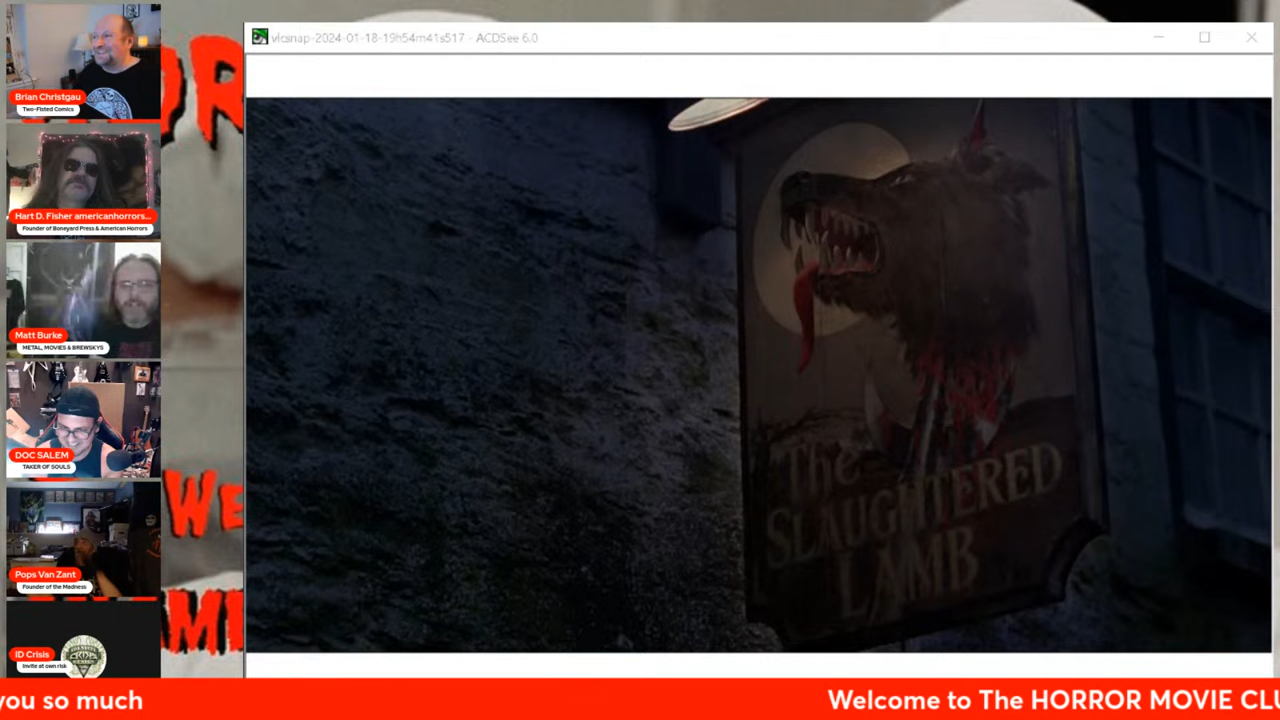 vlcsnap-2024-01-18-19h54m41s517 - ACDSee 6.0
Brian Christgau
Two-Fisted Comics
Hart D. Fisher americanhorrors...
Founder of Boneyard Press & American Horrors
Matt Burke
METAL, MOVIES & BREWSKYS
DOC SALEM
TAKER OF SOULS
Pops Van Zant
Founder of the Madness
ID Crisis
Invite at own risk
OR
WE
AM
The
SLAUGHTERED
LAMB
you so much
Welcome to The HORROR MOVIE CLU